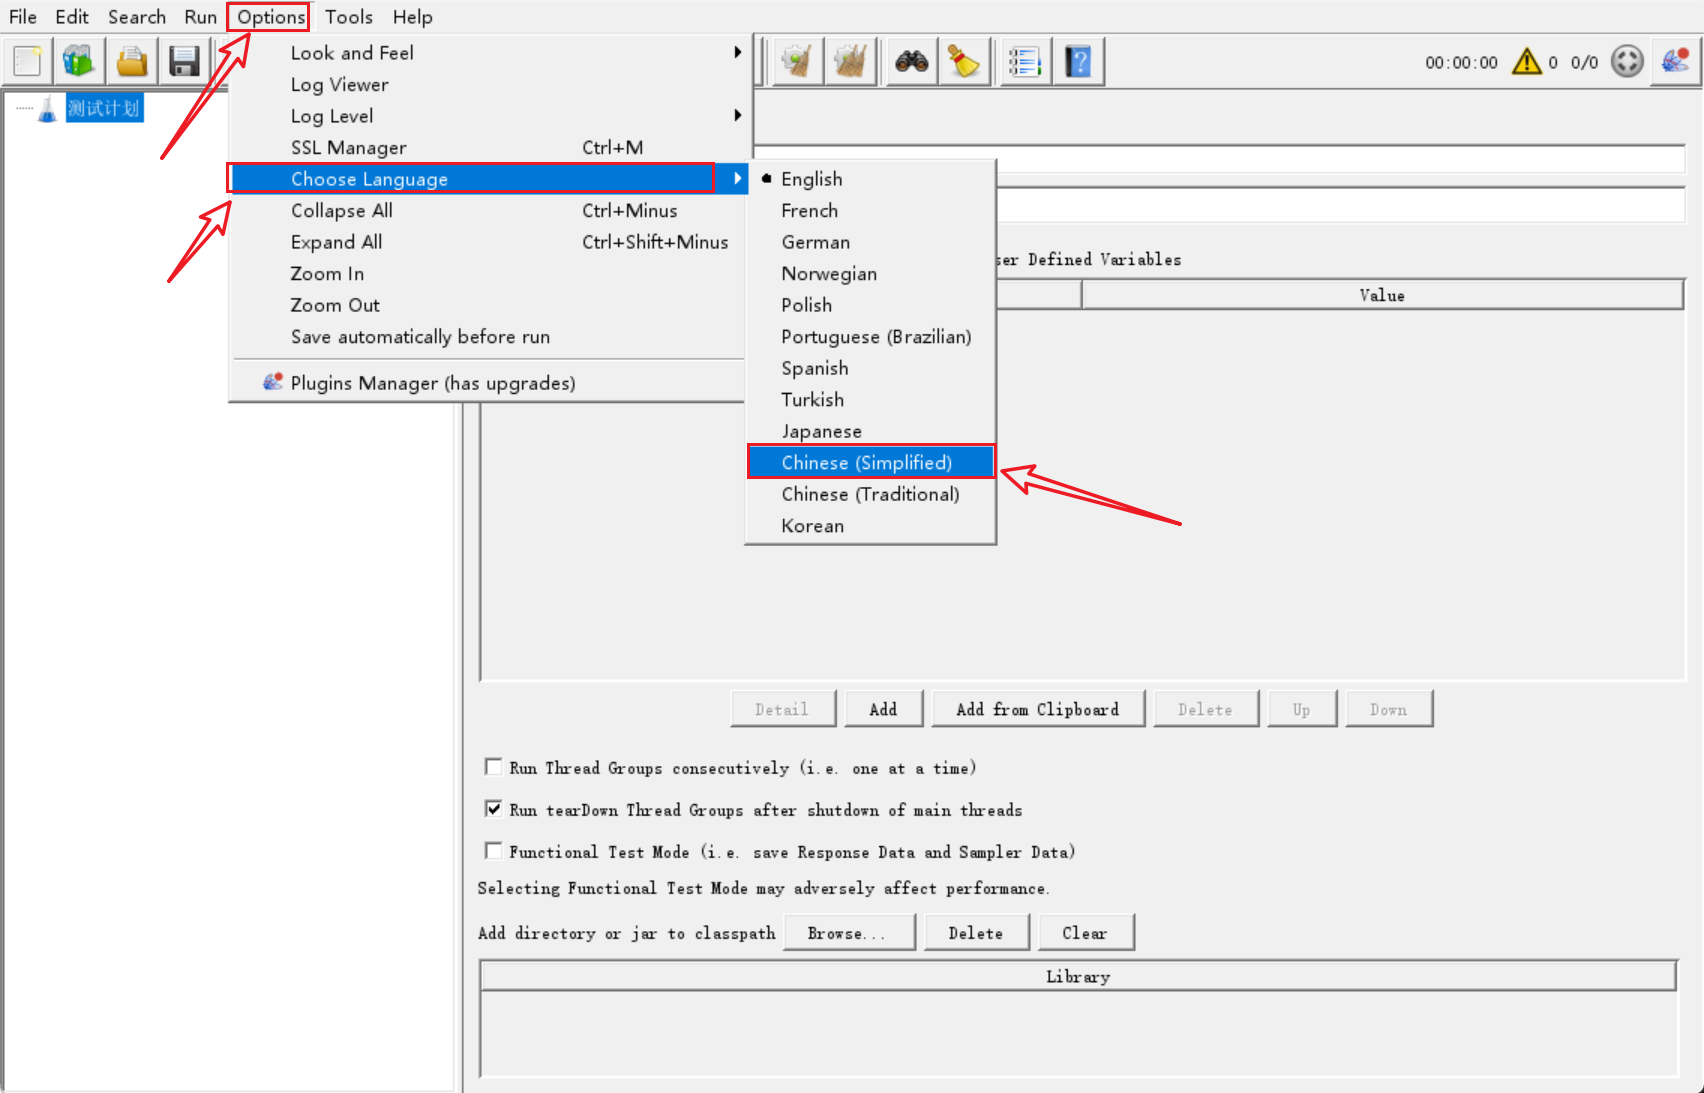 File Edit Search Run Options Tools Help
00:00:00 0 0/0
测试计划
Look and Feel
Log Viewer
Log Level
SSL Manager Ctrl+M
Choose Language
Collapse All Ctrl+Minus
Expand All Ctrl+Shift+Minus
Zoom In
Zoom Out
Save automatically before run
Plugins Manager (has upgrades)
English
French
German
Norwegian
Polish
Portuguese (Brazilian)
Spanish
Turkish
Japanese
Chinese (Simplified)
Chinese (Traditional)
Korean
ser Defined Variables
Value
Detail Add Add from Clipboard Delete Up Down
Run Thread Groups consecutively (i.e. one at a time)
Run tearDown Thread Groups after shutdown of main threads
Functional Test Mode (i.e. save Response Data and Sampler Data)
Selecting Functional Test Mode may adversely affect performance.
Add directory or jar to classpath Browse... Delete Clear
Library